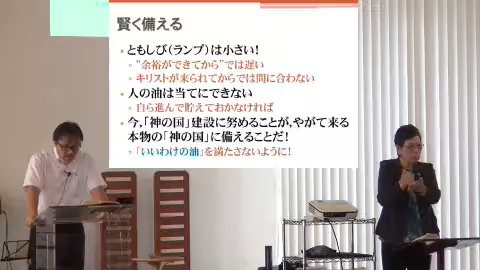 賢く備える
ともしび（ランプ）は小さい！
“余裕ができてから”では遅い
キリストが来られてからでは間に合わない
人の油は当てにできない
自ら進んで貯えておかなければ
今，「神の国」建設に努めることが，やがて来る
本物の「神の国」に備えることだ！
「いいわけの油」を満たさないように！